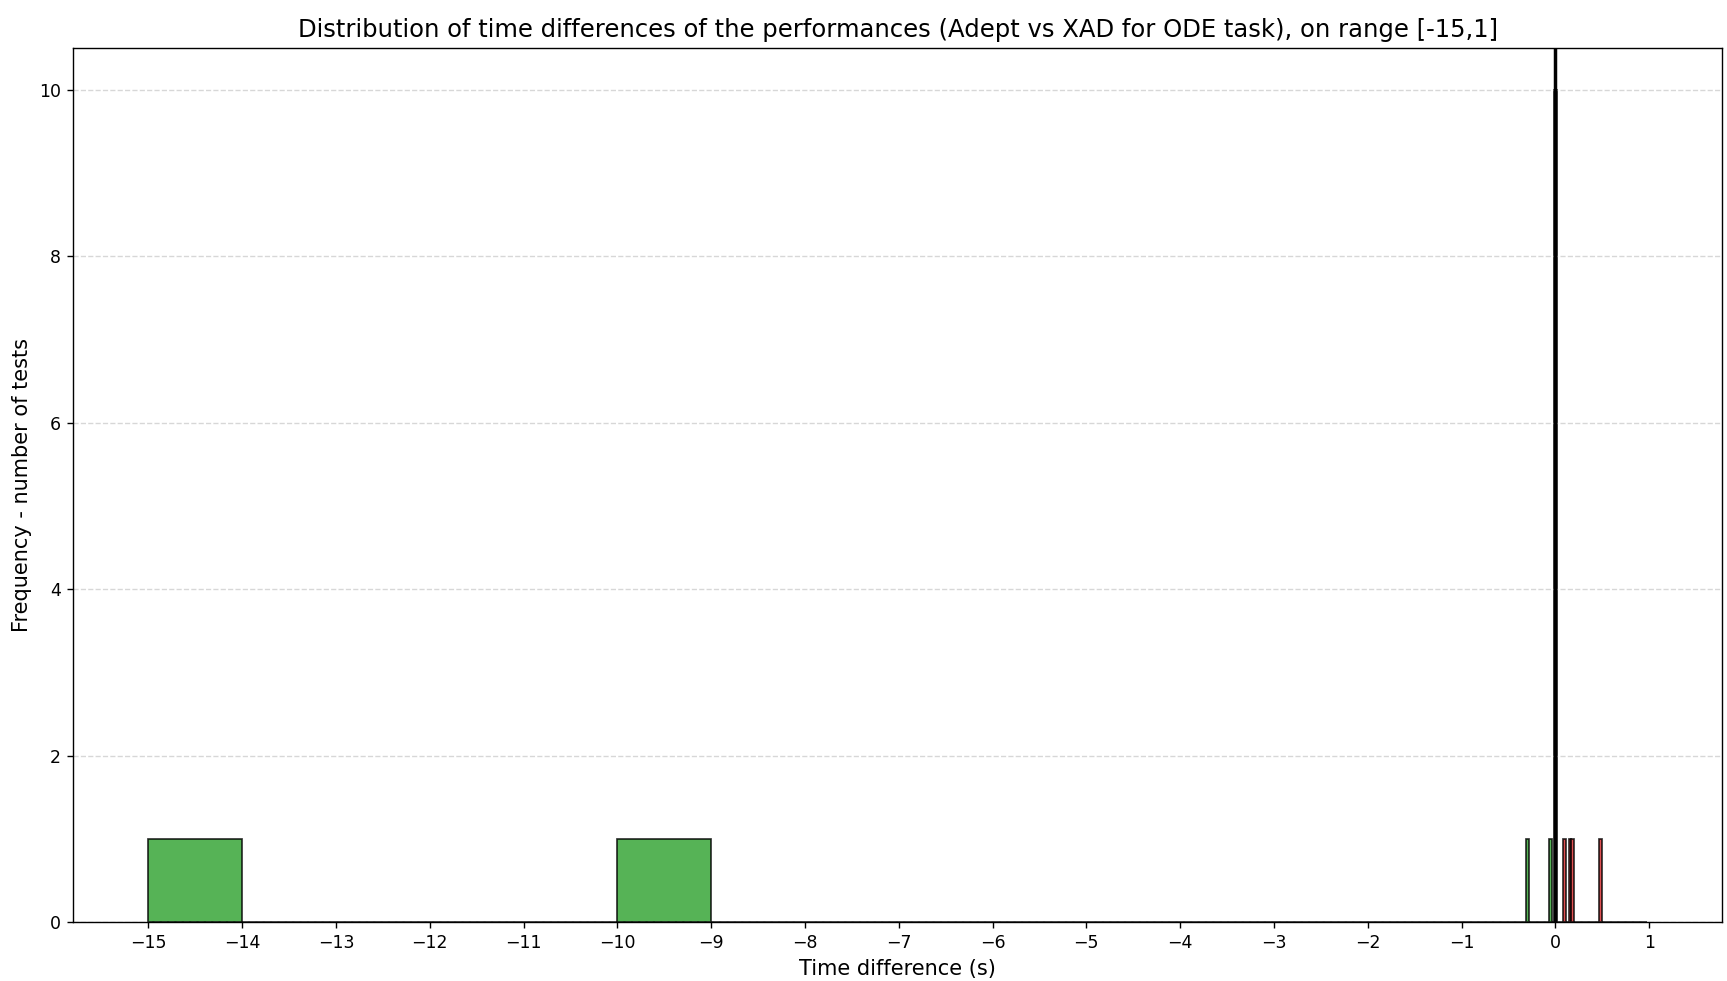 Distribution of time differences of the performances (Adept vs XAD for ODE task), on range [-15,1]
Frequency - number of tests
10
8
6
4
2
0
−15 −14 −13 −12 −11 −10 −9 −8 −7 −6 −5 −4 −3 −2 −1 0 1
Time difference (s)